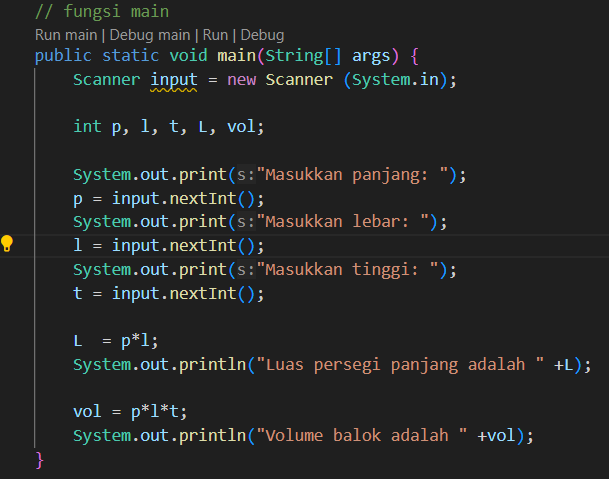 // fungsi main
Run main | Debug main | Run | Debug
public static void main(String[] args) {
Scanner input = new Scanner (System.in);
int p, l, t, L, vol;
System.out.print(s:"Masukkan panjang: ");
p = input.nextInt();
System.out.print(s:"Masukkan lebar: ");
l = input.nextInt();
System.out.print(s:"Masukkan tinggi: ");
t = input.nextInt();
L  = p*l;
System.out.println("Luas persegi panjang adalah " +L);
vol = p*l*t;
System.out.println("Volume balok adalah " +vol);
}